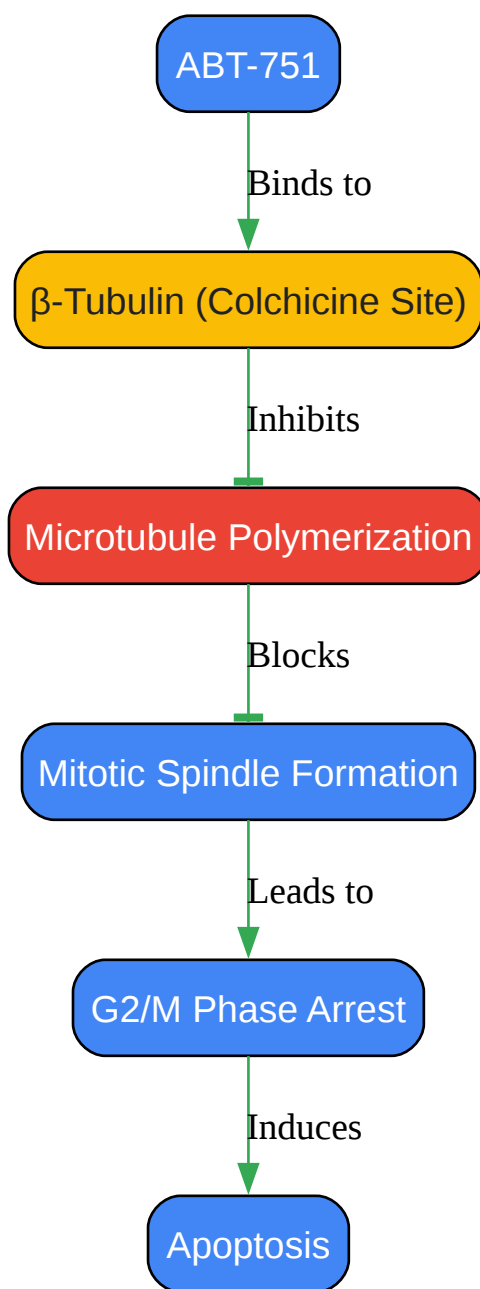 ABT-751
Binds to
β-Tubulin (Colchicine Site)
Inhibits
Microtubule Polymerization
Blocks
Mitotic Spindle Formation
Leads to
G2/M Phase Arrest
Induces
Apoptosis